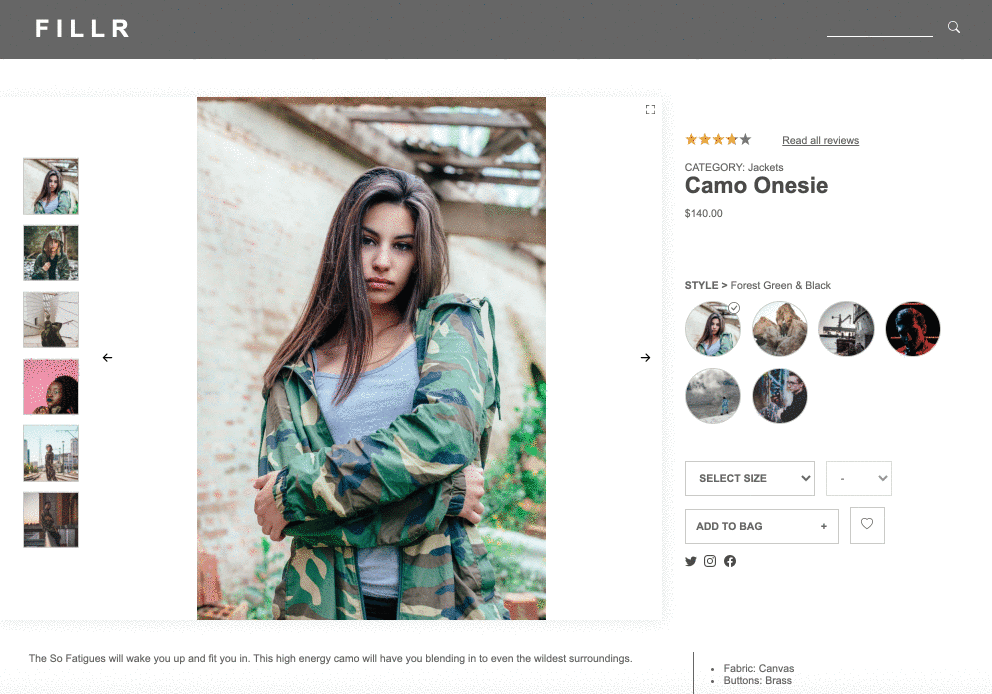 FILLR
Read all reviews
CATEGORY: Jackets
Camo Onesie
$140.00
STYLE > Forest Green & Black
SELECT SIZE
-
ADD TO BAG +
The So Fatigues will wake you up and fit you in. This high energy camo will have you blending in to even the wildest surroundings.
Fabric: Canvas
Buttons: Brass